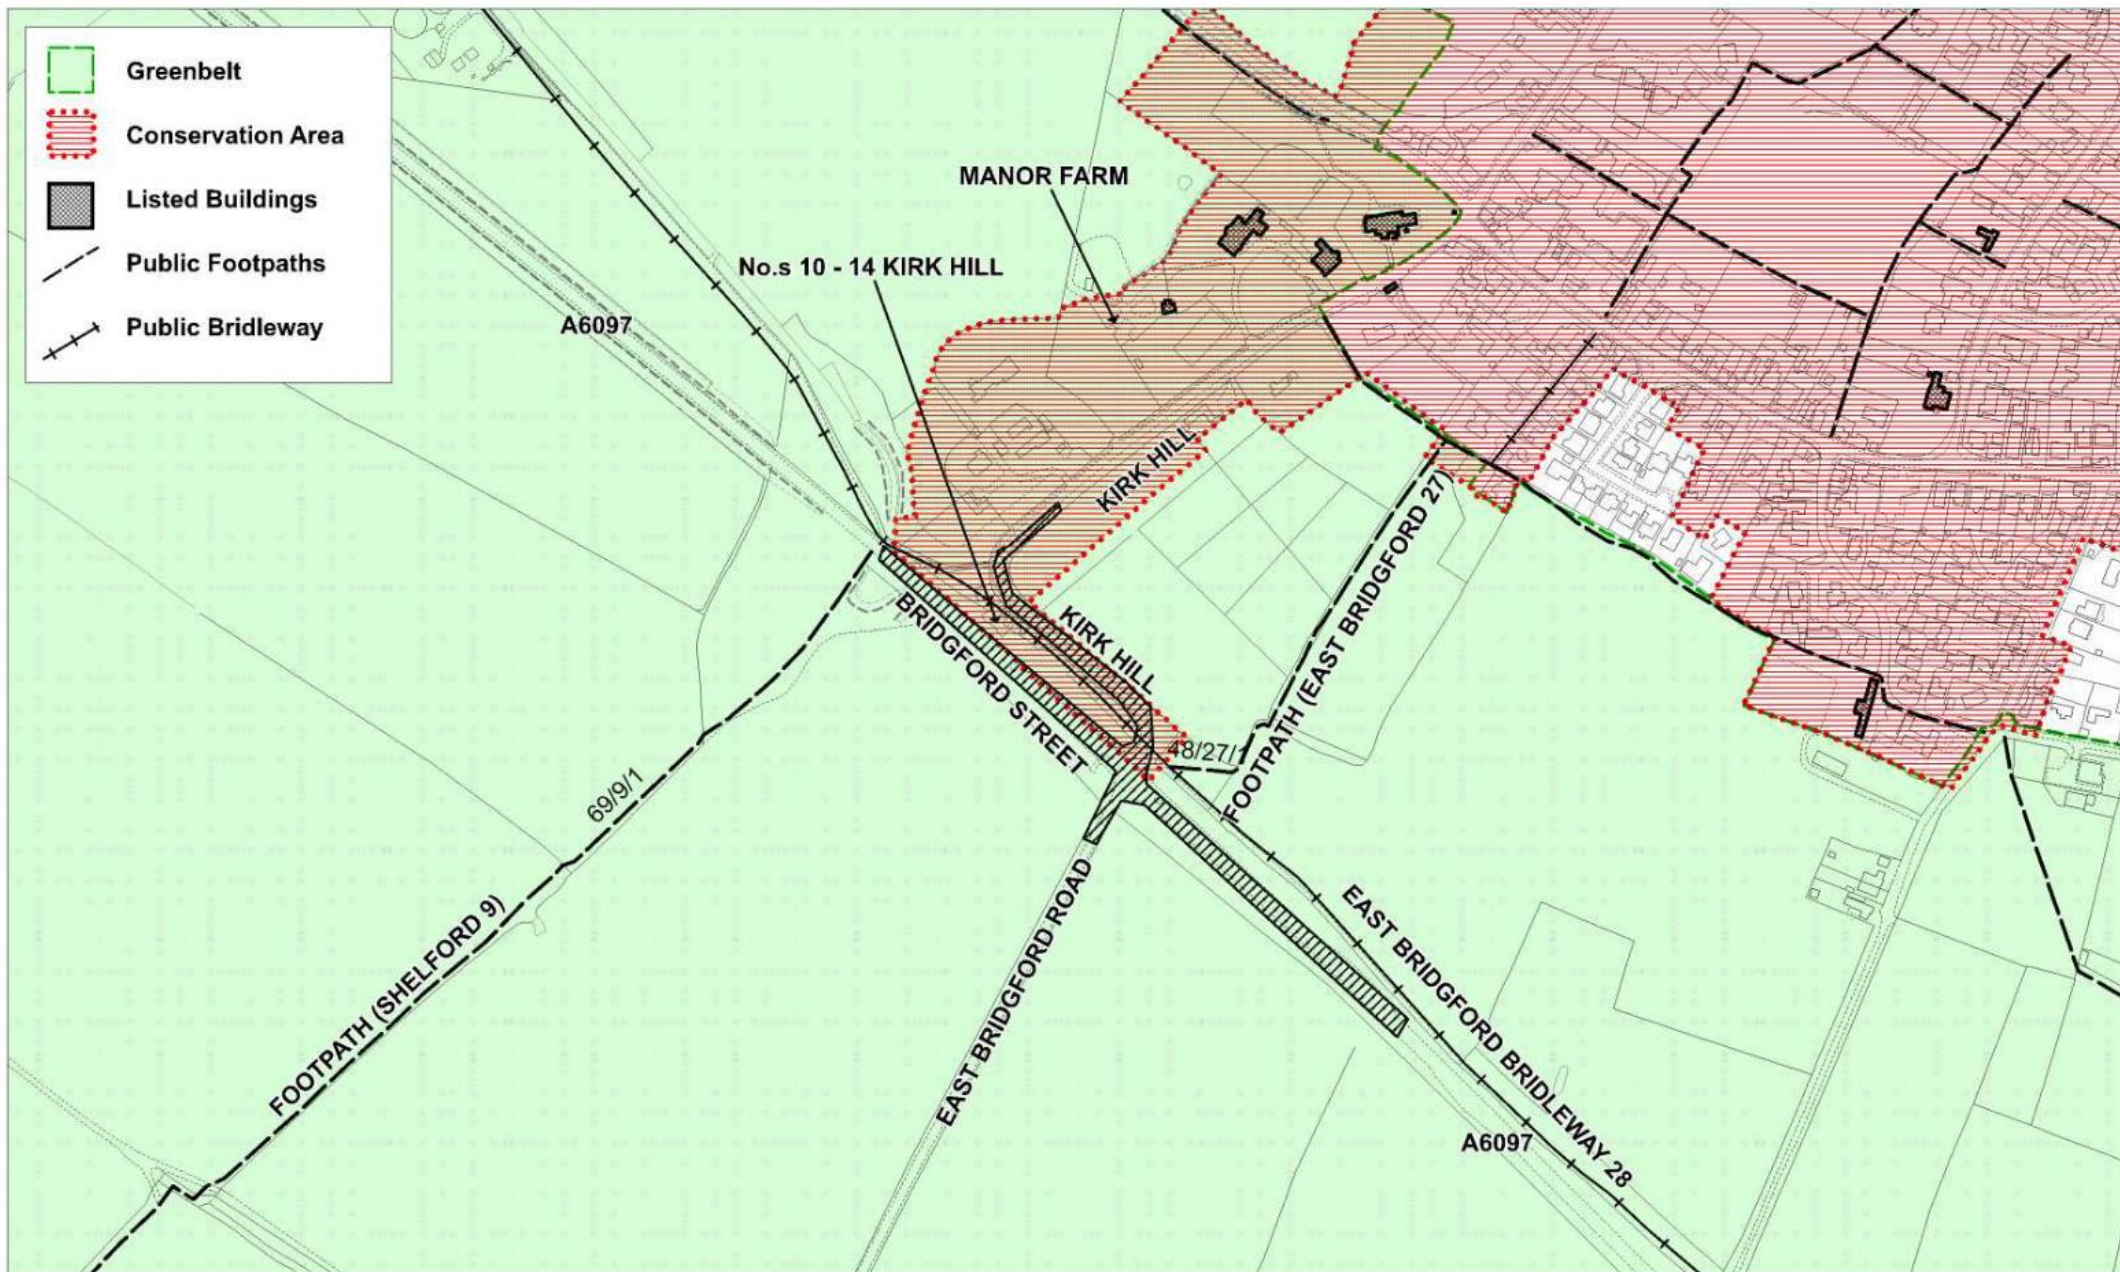 Greenbelt
Conservation Area
Listed Buildings
Public Footpaths
Public Bridleway
MANOR FARM
No.s 10 - 14 KIRK HILL
A6097
KIRK HILL
KIRK HILL
BRIDGFORD STREET
48/27/1
FOOTPATH (EAST BRIDGFORD 27)
69/9/1
FOOTPATH (SHELFORD 9)
EAST BRIDGFORD ROAD
EAST BRIDGFORD BRIDLEWAY 28
A6097